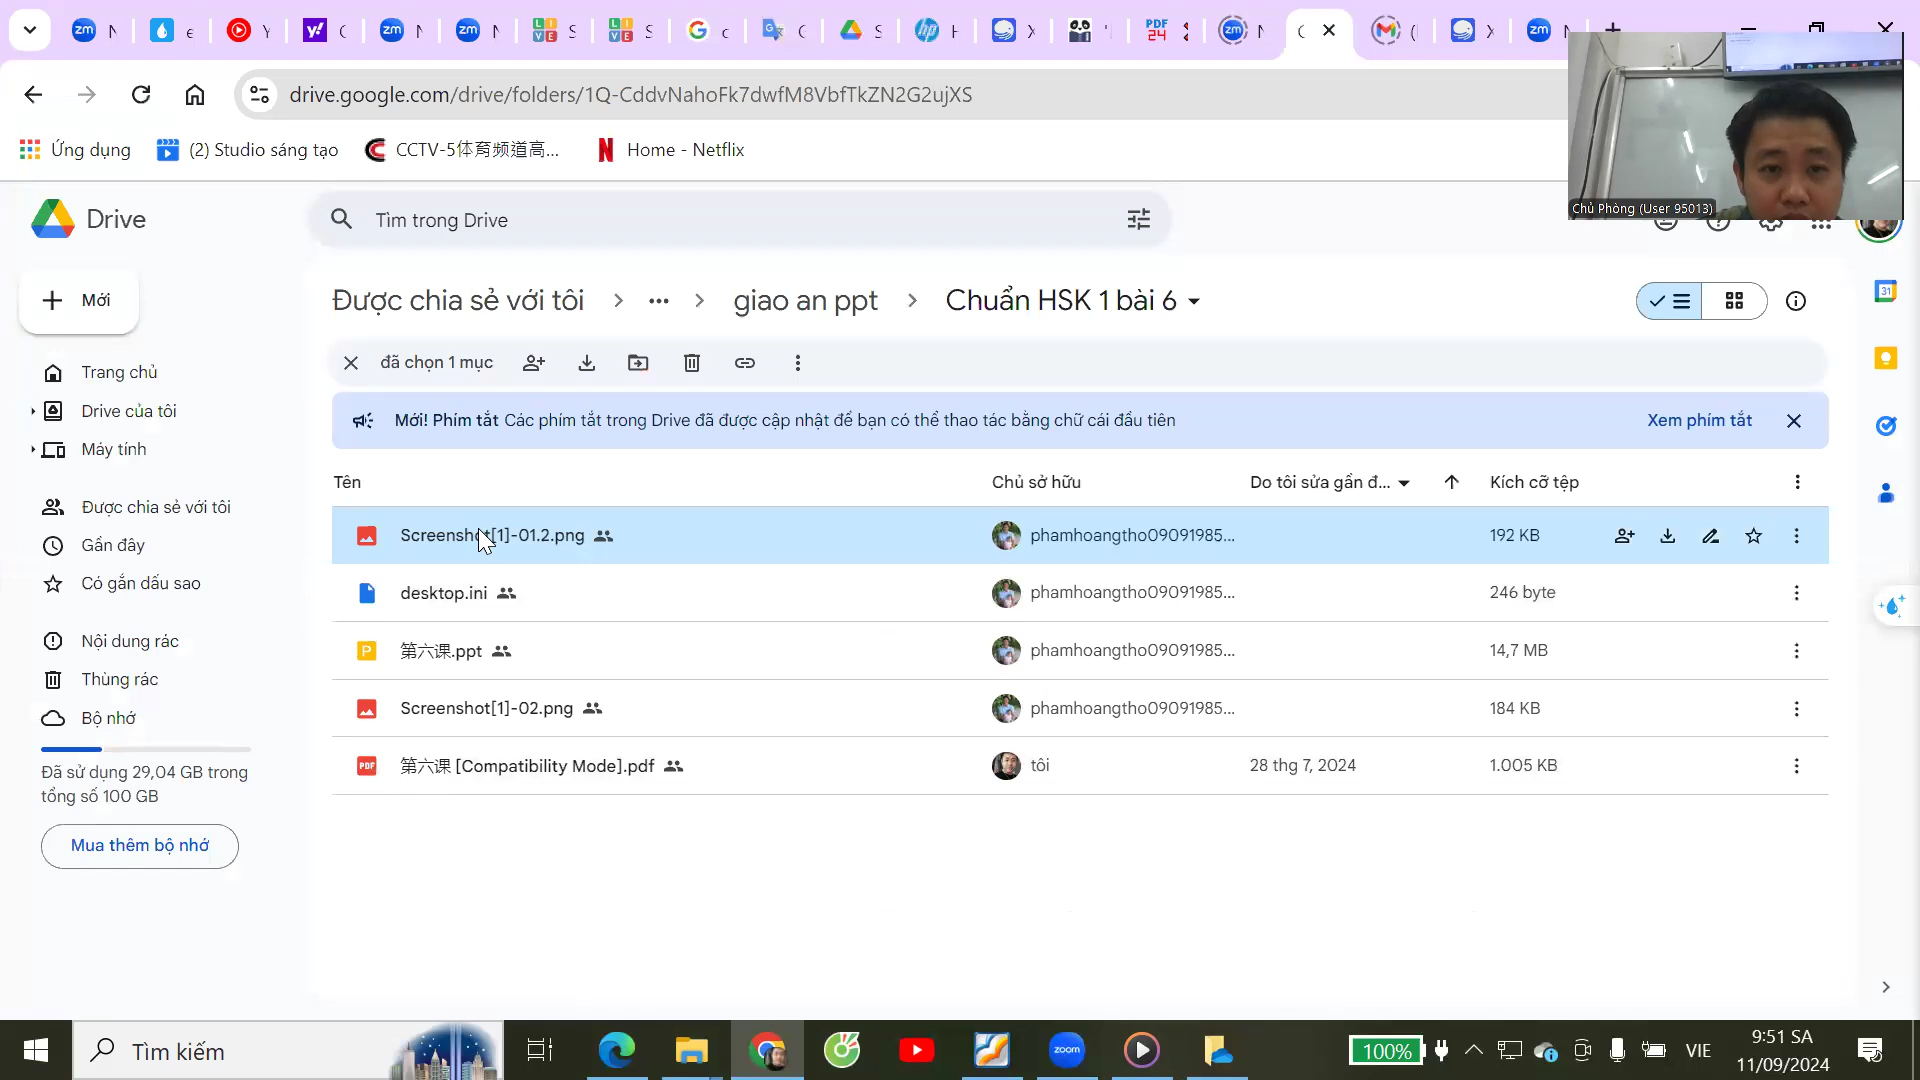 drive.google.com/drive/folders/1Q-CddvNahoFk7dwfM8VbfTkZN2G2ujXS
Ứng dụng
(2) Studio sáng tạo
CCTV-5体育频道高...
Home - Netflix
Chủ Phòng (User 95013)
Drive
Tìm trong Drive
Mới
Được chia sẻ với tôi > ... > giao an ppt > Chuẩn HSK 1 bài 6
đã chọn 1 mục
Mới! Phím tắt Các phím tắt trong Drive đã được cập nhật để bạn có thể thao tác bằng chữ cái đầu tiên
Xem phím tắt
Trang chủ
Drive của tôi
Máy tính
Được chia sẻ với tôi
Gần đây
Có gắn dấu sao
Nội dung rác
Thùng rác
Bộ nhớ
Đã sử dụng 29,04 GB trong
tổng số 100 GB
Mua thêm bộ nhớ
Tên Chủ sở hữu Do tôi sửa gần đ... Kích cỡ tệp
Screenshot[1]-01.2.png phamhoangtho09091985... 192 KB
desktop.ini phamhoangtho09091985... 246 byte
第六课.ppt phamhoangtho09091985... 14,7 MB
Screenshot[1]-02.png phamhoangtho09091985... 184 KB
第六课 [Compatibility Mode].pdf tôi 28 thg 7, 2024 1.005 KB
Tìm kiếm
zoom
100%
VIE
9:51 SA
11/09/2024